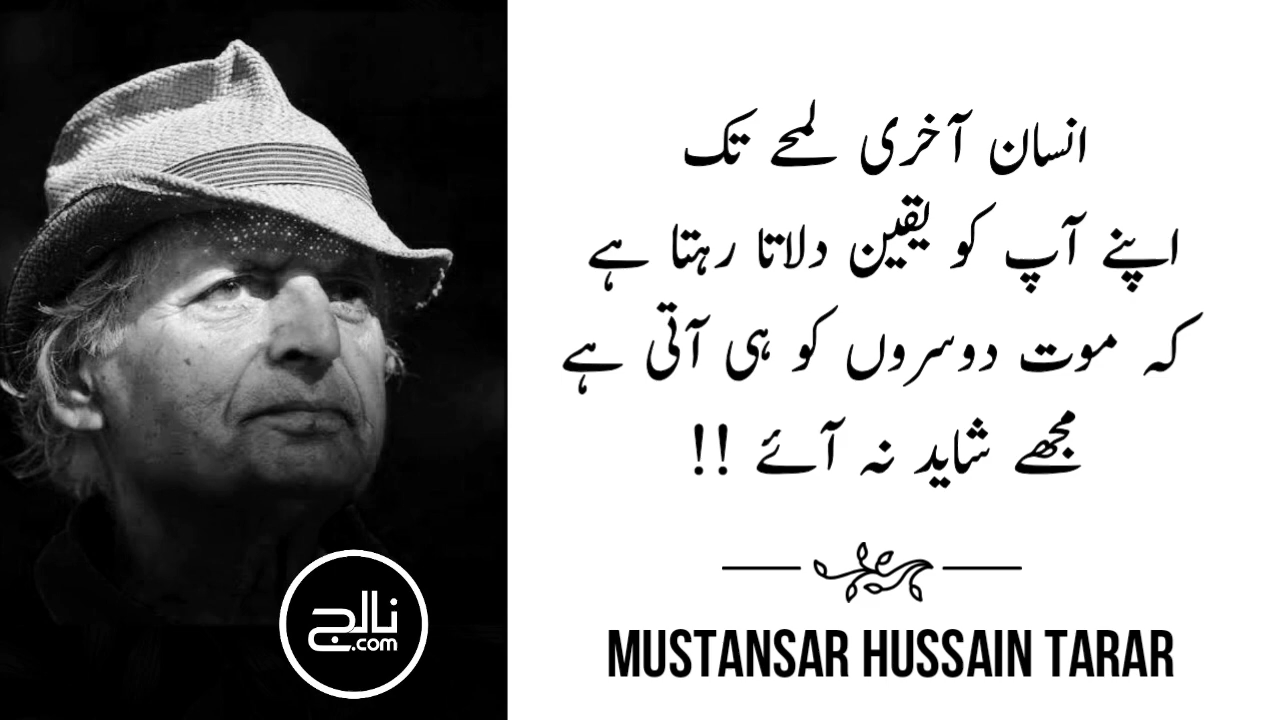 انسان آخری لمحے تک
اپنے آپ کو یقین دلاتا رہتا ہے
کہ موت دوسروں کو ہی آتی ہے
مجھے شاید نہ آئے !!
MUSTANSAR HUSSAIN TARAR
نالج
.com